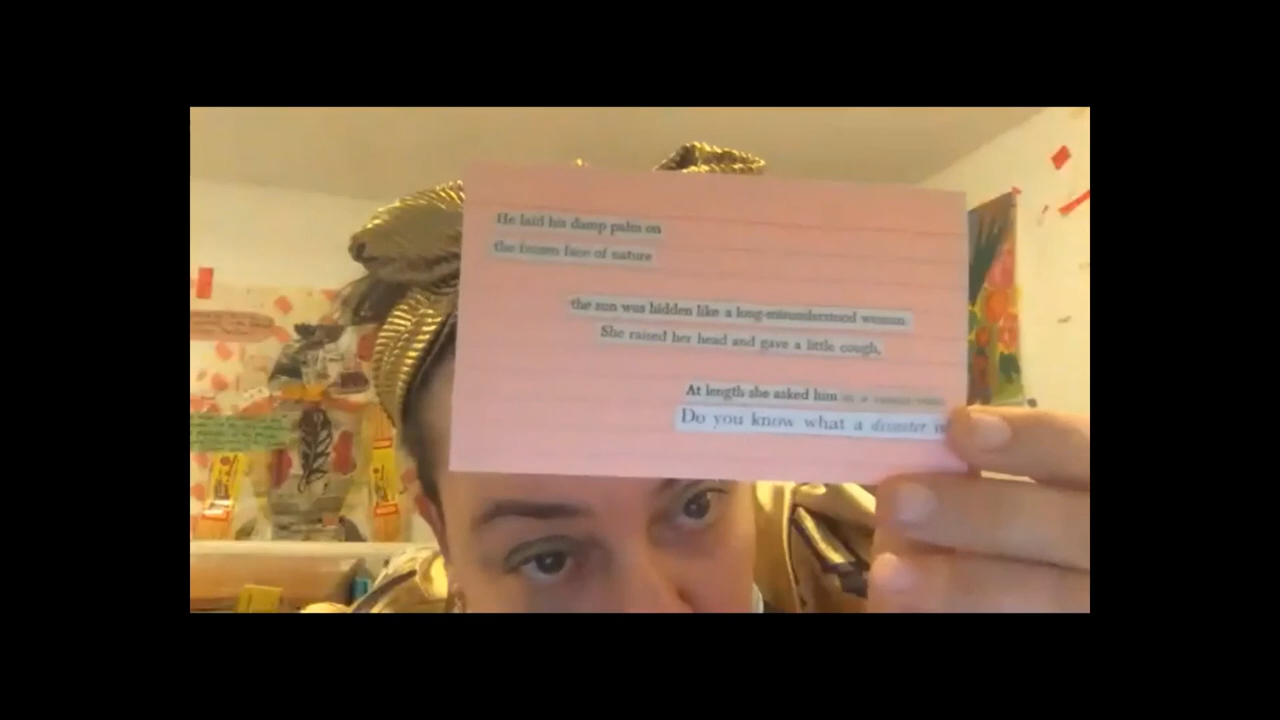 He laid his damp palm on
the frozen face of nature
the sun was hidden like a long-misunderstood woman
She raised her head and gave a little cough,
At length she asked him
Do you know what a disaster is